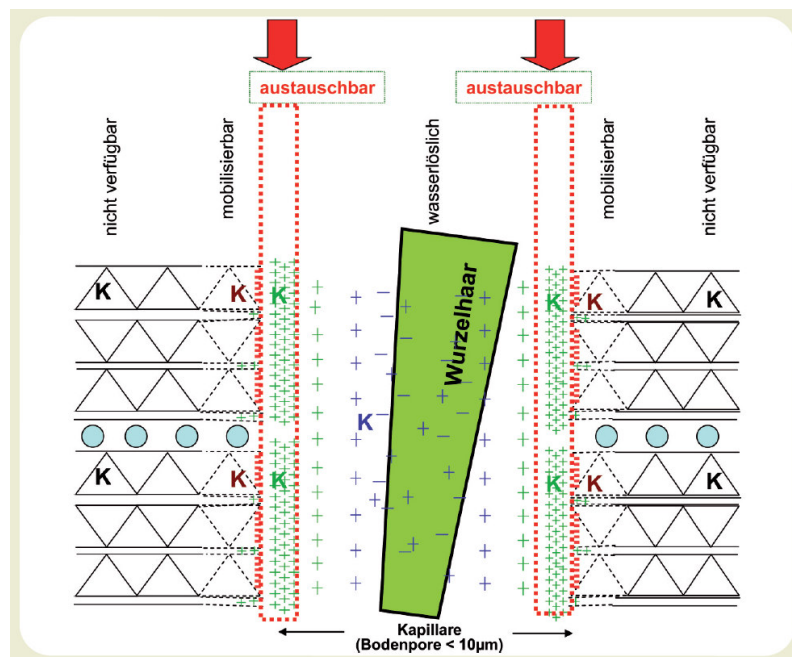 austauschbar
austauschbar
nicht verfügbar
mobilisierbar
wasserlöslich
mobilisierbar
nicht verfügbar
K
K
K
K
K
K
Wurzelhaar
K
K
K
K
K
K
K
Kapillare
(Bodenpore < 10µm)